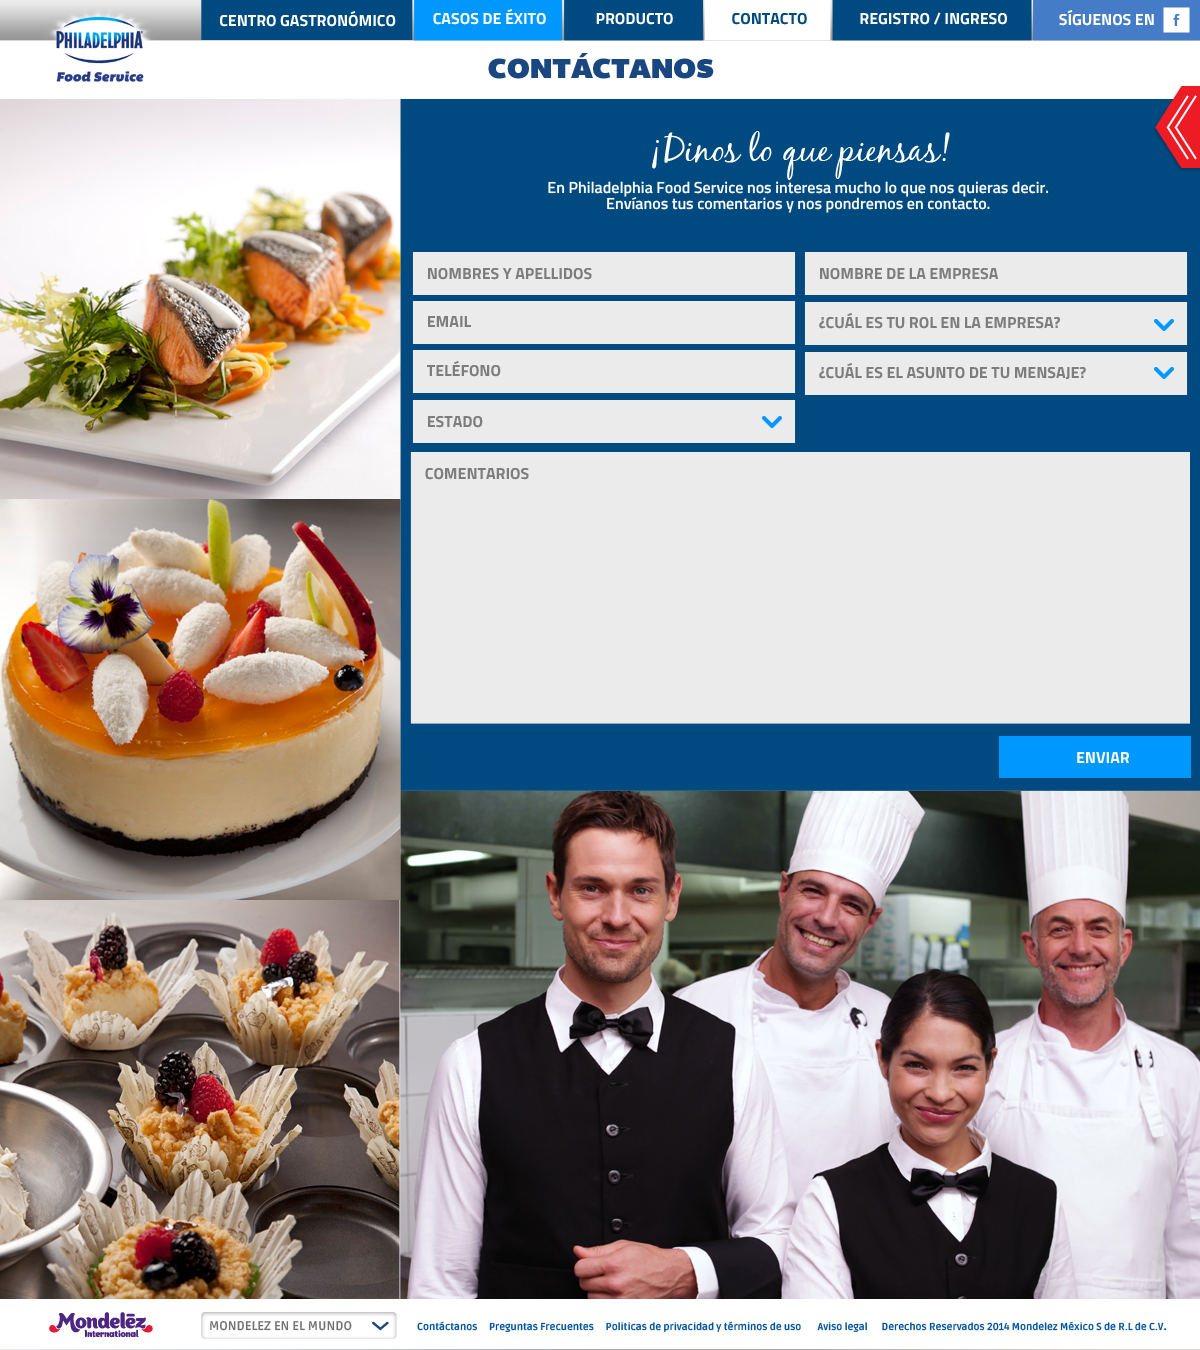 CENTRO GASTRONÓMICO
CASOS DE ÉXITO
PRODUCTO
CONTACTO
REGISTRO / INGRESO
SÍGUENOS EN f
PHILADELPHIA
Food Service
CONTÁCTANOS
¡Dinos lo que piensas!
En Philadelphia Food Service nos interesa mucho lo que nos quieras decir.
Envíanos tus comentarios y nos pondremos en contacto.
NOMBRES Y APELLIDOS
NOMBRE DE LA EMPRESA
EMAIL
¿CUÁL ES TU ROL EN LA EMPRESA?
TELÉFONO
¿CUÁL ES EL ASUNTO DE TU MENSAJE?
ESTADO
COMENTARIOS
ENVIAR
Mondelēz
International
MONDELEZ EN EL MUNDO
Contáctanos
Preguntas Frecuentes
Politicas de privacidad y términos de uso
Aviso legal
Derechos Reservados 2014 Mondelez México S de R.L de C.V.